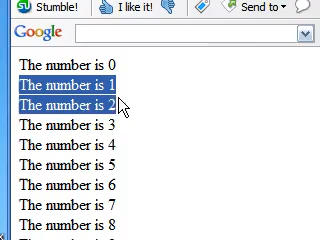 Stumble! I like it! Send to
Google
The number is 0
The number is 1
The number is 2
The number is 3
The number is 4
The number is 5
The number is 6
The number is 7
The number is 8